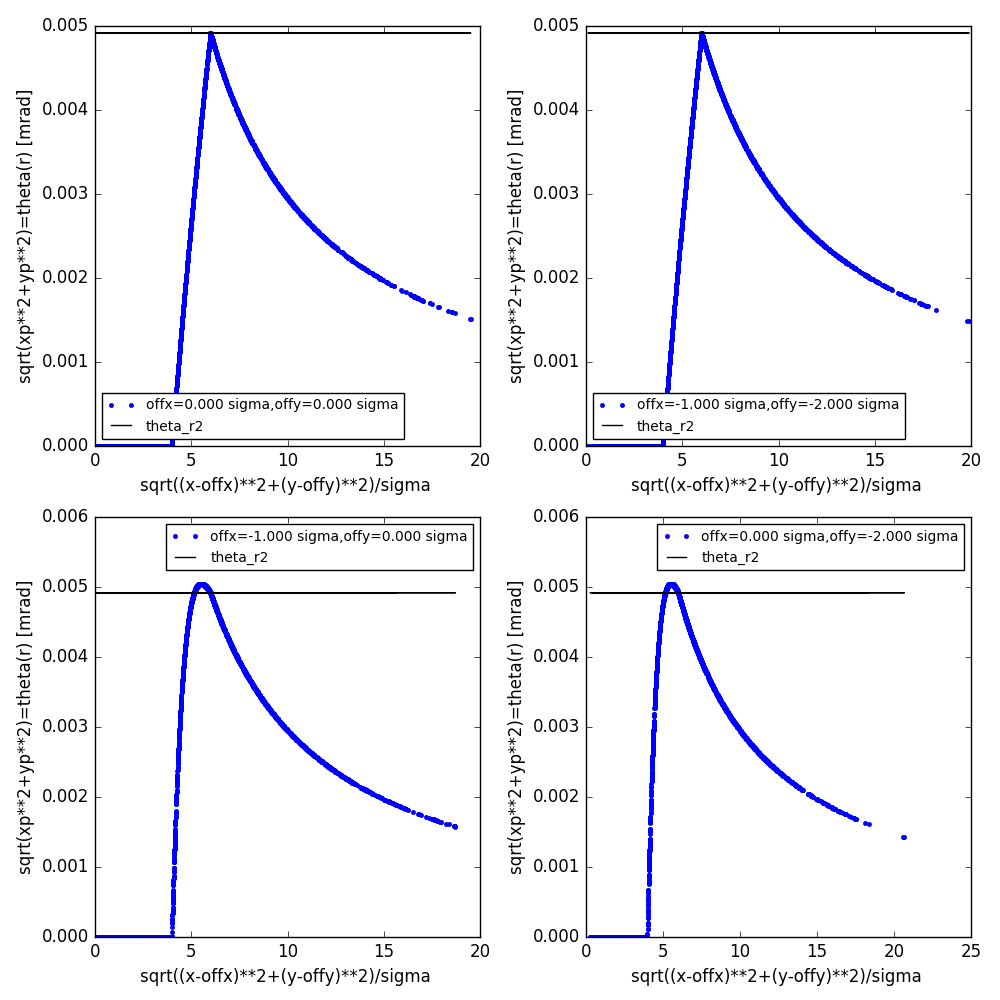 0.005
0.004
0.003
0.002
0.001
0.000
sqrt(xp**2+yp**2)=theta(r) [mrad]
offx=0.000 sigma,offy=0.000 sigma
theta_r2
0 5 10 15 20
sqrt((x-offx)**2+(y-offy)**2)/sigma
0.005
0.004
0.003
0.002
0.001
0.000
sqrt(xp**2+yp**2)=theta(r) [mrad]
offx=-1.000 sigma,offy=-2.000 sigma
theta_r2
0 5 10 15 20
sqrt((x-offx)**2+(y-offy)**2)/sigma
0.006
0.005
0.004
0.003
0.002
0.001
0.000
sqrt(xp**2+yp**2)=theta(r) [mrad]
offx=-1.000 sigma,offy=0.000 sigma
theta_r2
0 5 10 15 20
sqrt((x-offx)**2+(y-offy)**2)/sigma
0.006
0.005
0.004
0.003
0.002
0.001
0.000
sqrt(xp**2+yp**2)=theta(r) [mrad]
offx=0.000 sigma,offy=-2.000 sigma
theta_r2
0 5 10 15 20 25
sqrt((x-offx)**2+(y-offy)**2)/sigma